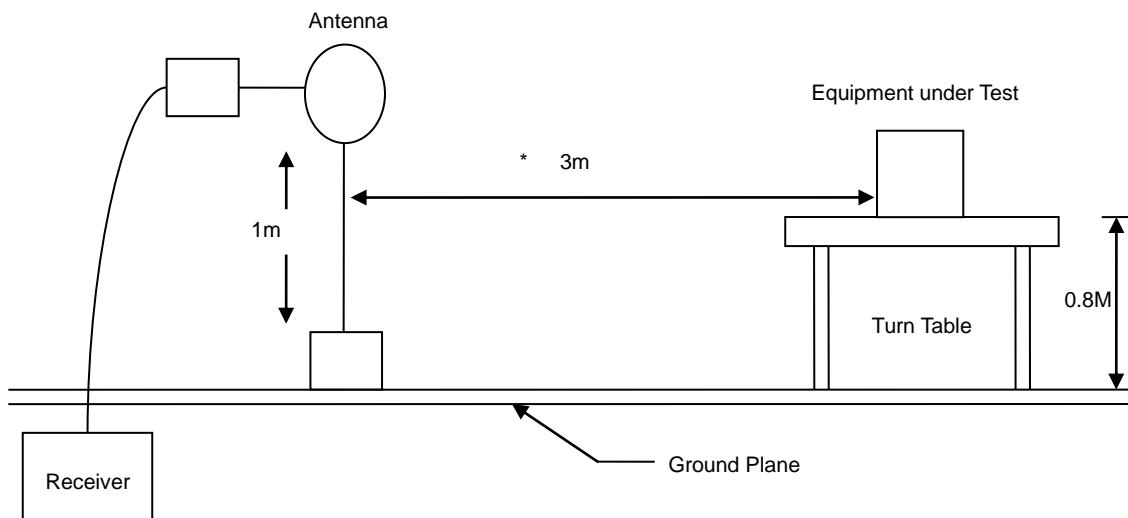 Antenna
Equipment under Test
* 3m
1m
0.8M
Turn Table
Ground Plane
Receiver